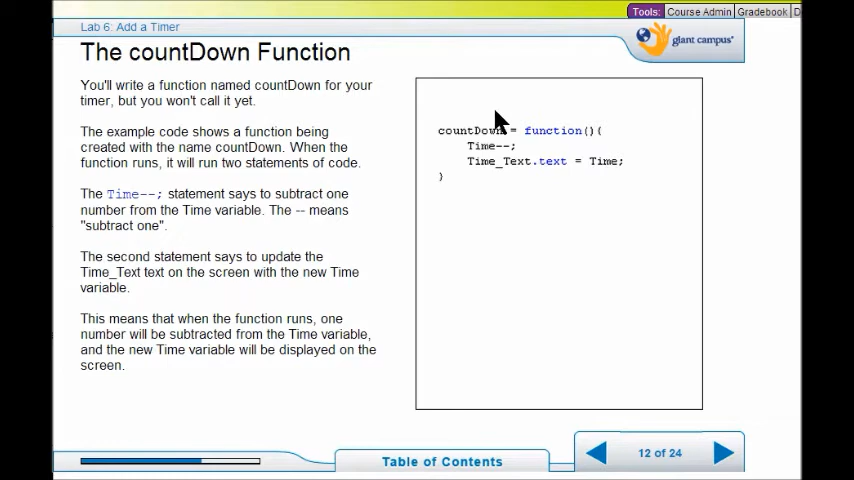 Tools: Course Admin Gradebook D
Lab 6: Add a Timer
giant campus
The countDown Function
You'll write a function named countDown for your
timer, but you won't call it yet.
The example code shows a function being
created with the name countDown. When the
function runs, it will run two statements of code.
The Time--; statement says to subtract one
number from the Time variable. The -- means
"subtract one".
The second statement says to update the
Time_Text text on the screen with the new Time
variable.
This means that when the function runs, one
number will be subtracted from the Time variable,
and the new Time variable will be displayed on the
screen.
countDown = function(){
Time--;
Time_Text.text = Time;
}
Table of Contents
12 of 24